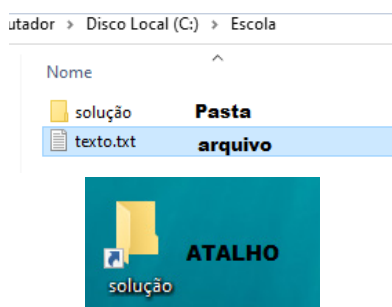 utador > Disco Local (C:) > Escola
Nome
solução Pasta
texto.txt arquivo
ATALHO
solução